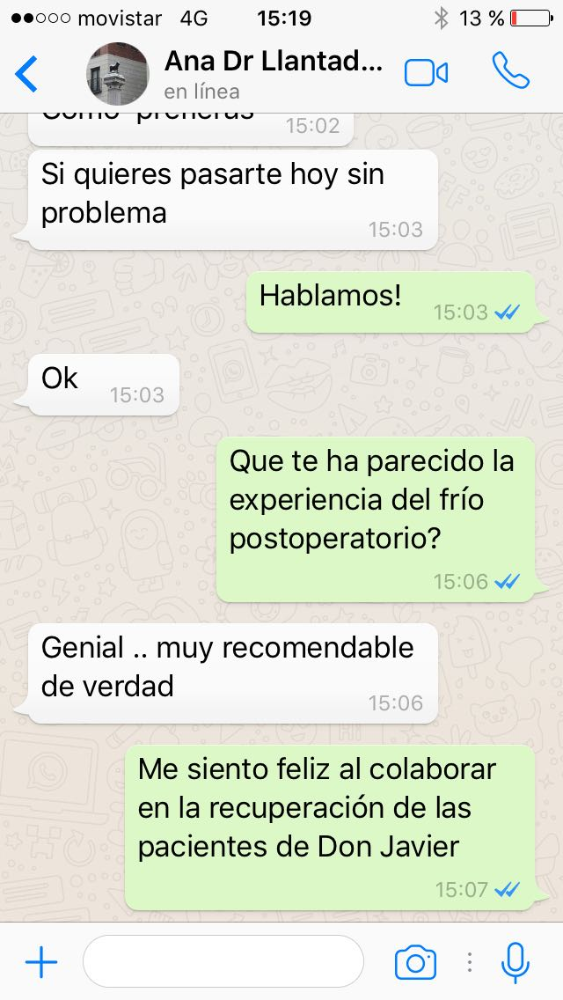 movistar 4G 15:19 13 %
Ana Dr Llantad...
en línea
15:02
Si quieres pasarte hoy sin
problema
15:03
Hablamos!
15:03
Ok
15:03
Que te ha parecido la
experiencia del frío
postoperatorio?
15:06
Genial .. muy recomendable
de verdad
15:06
Me siento feliz al colaborar
en la recuperación de las
pacientes de Don Javier
15:07